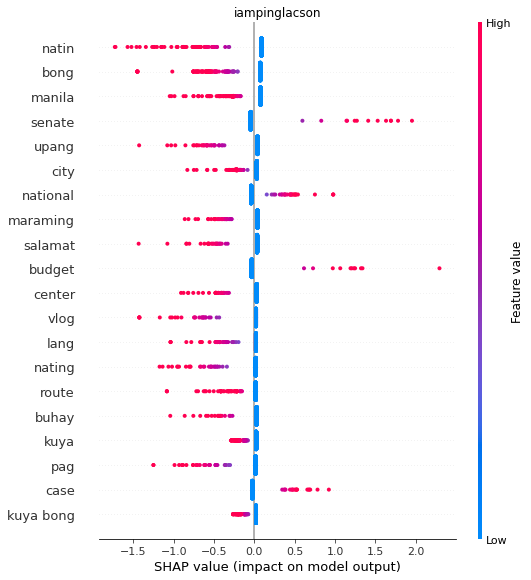 iampinglacson
High
natin
bong
manila
senate
upang
city
national
maraming
salamat
budget
center
vlog
lang
nating
route
buhay
kuya
pag
case
kuya bong
Feature value
Low
−1.5 −1.0 −0.5 0.0 0.5 1.0 1.5 2.0
SHAP value (impact on model output)